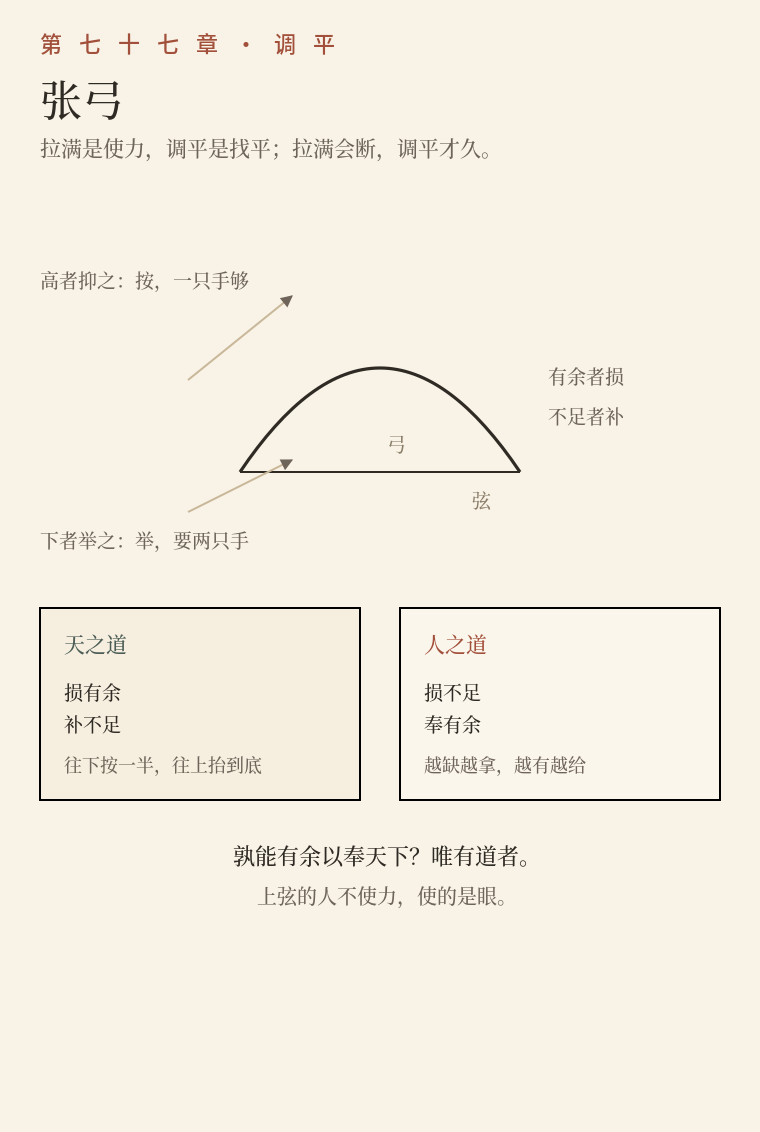 第七十七章·调平
张弓
拉满是使力，调平是找平；拉满会断，调平才久。
高者抑之：按，一只手够
有余者损
不足者补
弓
弦
下者举之：举，要两只手
天之道
损有余
补不足
往下按一半，往上抬到底
人之道
损不足
奉有余
越缺越拿，越有越给
孰能有余以奉天下？唯有道者。
上弦的人不使力，使的是眼。